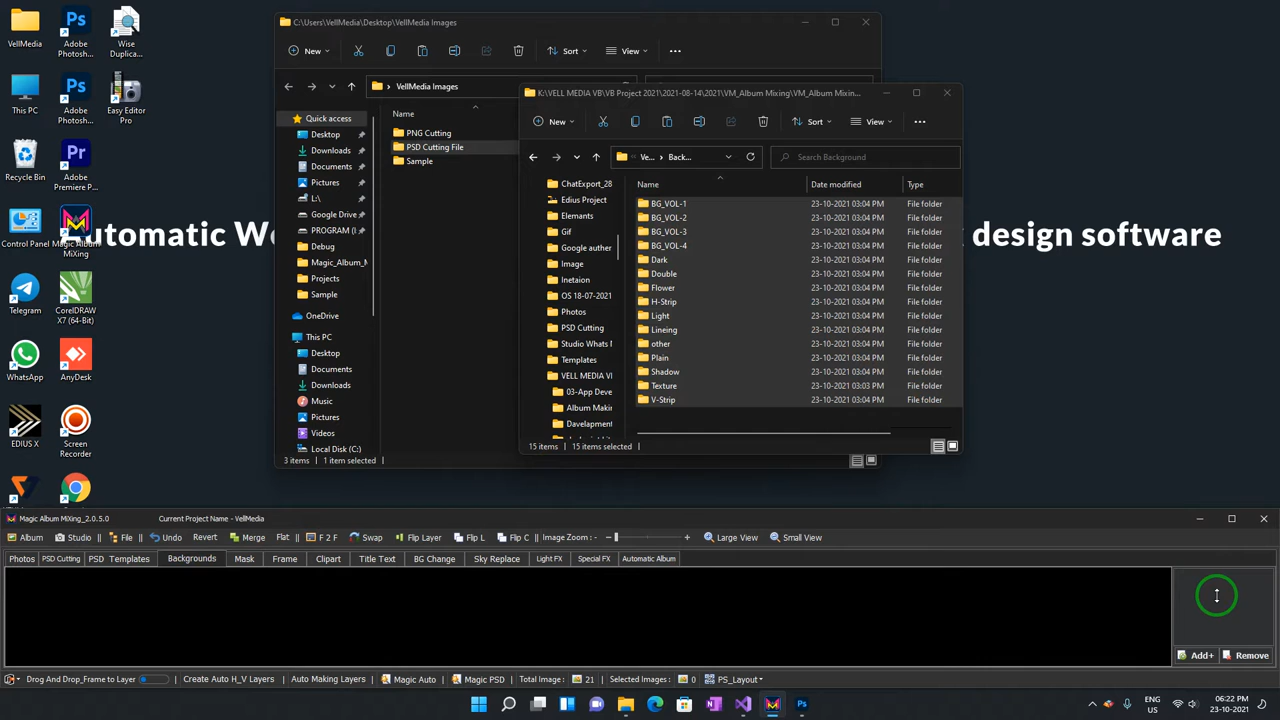 VellMedia
Adobe
Photosh...
Wise
Duplica...
This PC
Adobe
Photosh...
Easy Editor
Pro
Recycle Bin
Adobe
Premiere P...
Control Panel
Magic Album
MiXing
Telegram
CorelDRAW
X7 (64-Bit)
WhatsApp
AnyDesk
EDIUS X
Screen
Recorder
Automatic We
t design software
C:\Users\VellMedia\Desktop\VellMedia Images
New
Sort
View
VellMedia Images
Quick access
Desktop
Downloads
Documents
Pictures
L:\
Google Drive
PROGRAM (I
Debug
Magic_Album_M
Projects
Sample
OneDrive
This PC
Desktop
Documents
Downloads
Music
Pictures
Videos
Local Disk (C:)
Name
PNG Cutting
PSD Cutting File
Sample
3 items
1 item selected
K:\VELL MEDIA VB\VB Project 2021\2021-08-14\2021\VM_Album Mixing\VM_Album Mixin...
New
Sort
View
Ve...
Back...
Search Background
ChatExport_28
Edius Project
Elemants
Gif
Google auther
Image
Inetaion
OS 18-07-2021
Photos
PSD Cutting
Studio Whats M
Templates
VELL MEDIA VI
03-App Deve
Album Makin
Davelapment
Name Date modified Type
BG_VOL-1 23-10-2021 03:04 PM File folder
BG_VOL-2 23-10-2021 03:04 PM File folder
BG_VOL-3 23-10-2021 03:04 PM File folder
BG_VOL-4 23-10-2021 03:04 PM File folder
Dark 23-10-2021 03:04 PM File folder
Double 23-10-2021 03:04 PM File folder
Flower 23-10-2021 03:04 PM File folder
H-Strip 23-10-2021 03:04 PM File folder
Light 23-10-2021 03:04 PM File folder
Lineing 23-10-2021 03:04 PM File folder
other 23-10-2021 03:04 PM File folder
Plain 23-10-2021 03:04 PM File folder
Shadow 23-10-2021 03:04 PM File folder
Texture 23-10-2021 03:03 PM File folder
V-Strip 23-10-2021 03:04 PM File folder
15 items
15 items selected
Magic Album MiXing_2.0.5.0 Current Project Name - VellMedia
Album Studio || File || Undo Revert Merge Flat || F 2 F Swap Flip Layer Flip L Flip C Image Zoom : - + Large View Small View
Photos PSD Cutting PSD Templates Backgrounds Mask Frame Clipart Title Text BG Change Sky Replace Light FX Special FX Automatic Album
Add+ Remove
Drag And Drop_Frame to Layer || Create Auto H_V Layers || Auto Making Layers || Magic Auto || Magic PSD || Total Image : 21 || Selected Images : 0 PS_Layout
ENG
US
06:22 PM
23-10-2021